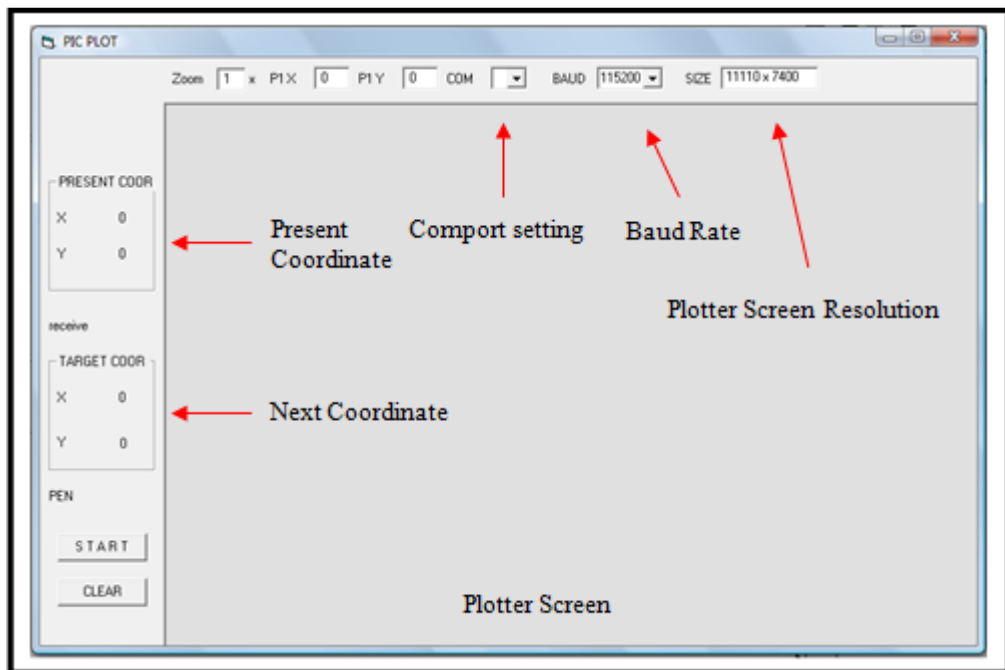 PIC PLOT
Zoom 1 x P1X 0 P1Y 0 COM BAUD 115200 SIZE 11110 x 7400
PRESENT COOR
X 0
Y 0
Present
Coordinate
Comport setting
Baud Rate
Plotter Screen Resolution
receive
TARGET COOR
X 0
Y 0
Next Coordinate
PEN
START
CLEAR
Plotter Screen